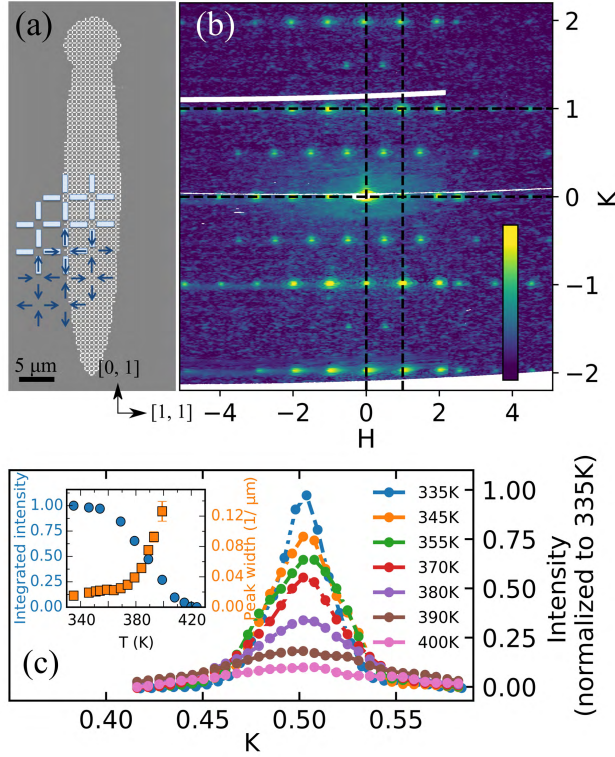 (a)
5 μm
[0, 1]
[1, 1]
(b)
2
1
0
−1
−2
K
−4
−2
0
2
4
H
1.00
0.75
0.50
0.25
0.00
Integrated intensity
0.12
0.08
0.04
0.00
Peak width (1/ μm)
340
380
420
T (K)
335K
345K
355K
370K
380K
390K
400K
1.00
0.75
0.50
0.25
0.00
Intensity
(normalized to 335K)
(c)
0.40
0.45
0.50
0.55
K